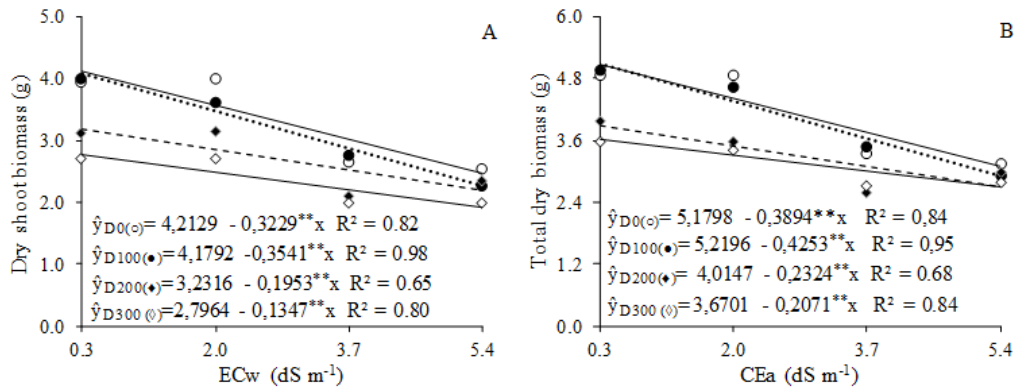 A
Dry shoot biomass (g)
5.0
4.0
3.0
2.0
1.0
0.0
ŷD0(○)= 4,2129 - 0,3229**x R² = 0.82
ŷD100(●)= 4,1792 -0,3541**x R² = 0.98
ŷD200(♦)= 3,2316 - 0,1953**x R² = 0.65
ŷD300 (◊)= 2,7964 - 0,1347**x R² = 0.80
0.3 2.0 3.7 5.4
ECw (dS m⁻¹)
B
Total dry biomass (g)
6.0
4.8
3.6
2.4
1.2
0.0
ŷD0(○)= 5,1798 -0,3894**x R² = 0,84
ŷD100(●)= 5,2196 - 0,4253**x R² = 0,95
ŷD200(♦)= 4,0147 - 0,2324**x R² = 0.68
ŷD300 (◊)= 3,6701 - 0,2071**x R² = 0.84
0.3 2.0 3.7 5.4
CEa (dS m⁻¹)